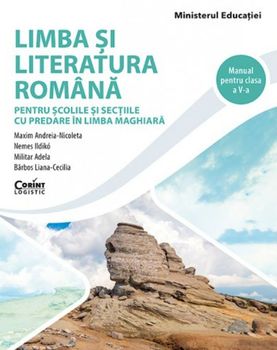 Ministerul Educației
LIMBA ȘI
LITERATURA
ROMÂNĂ
Manual
pentru clasa
a V-a
PENTRU ȘCOLILE ȘI SECȚIILE
CU PREDARE ÎN LIMBA MAGHIARĂ
Maxim Andreia-Nicoleta
Nemes Ildikó
Militar Adela
Bárbos Liana-Cecilia
CORINT
LOGISTIC